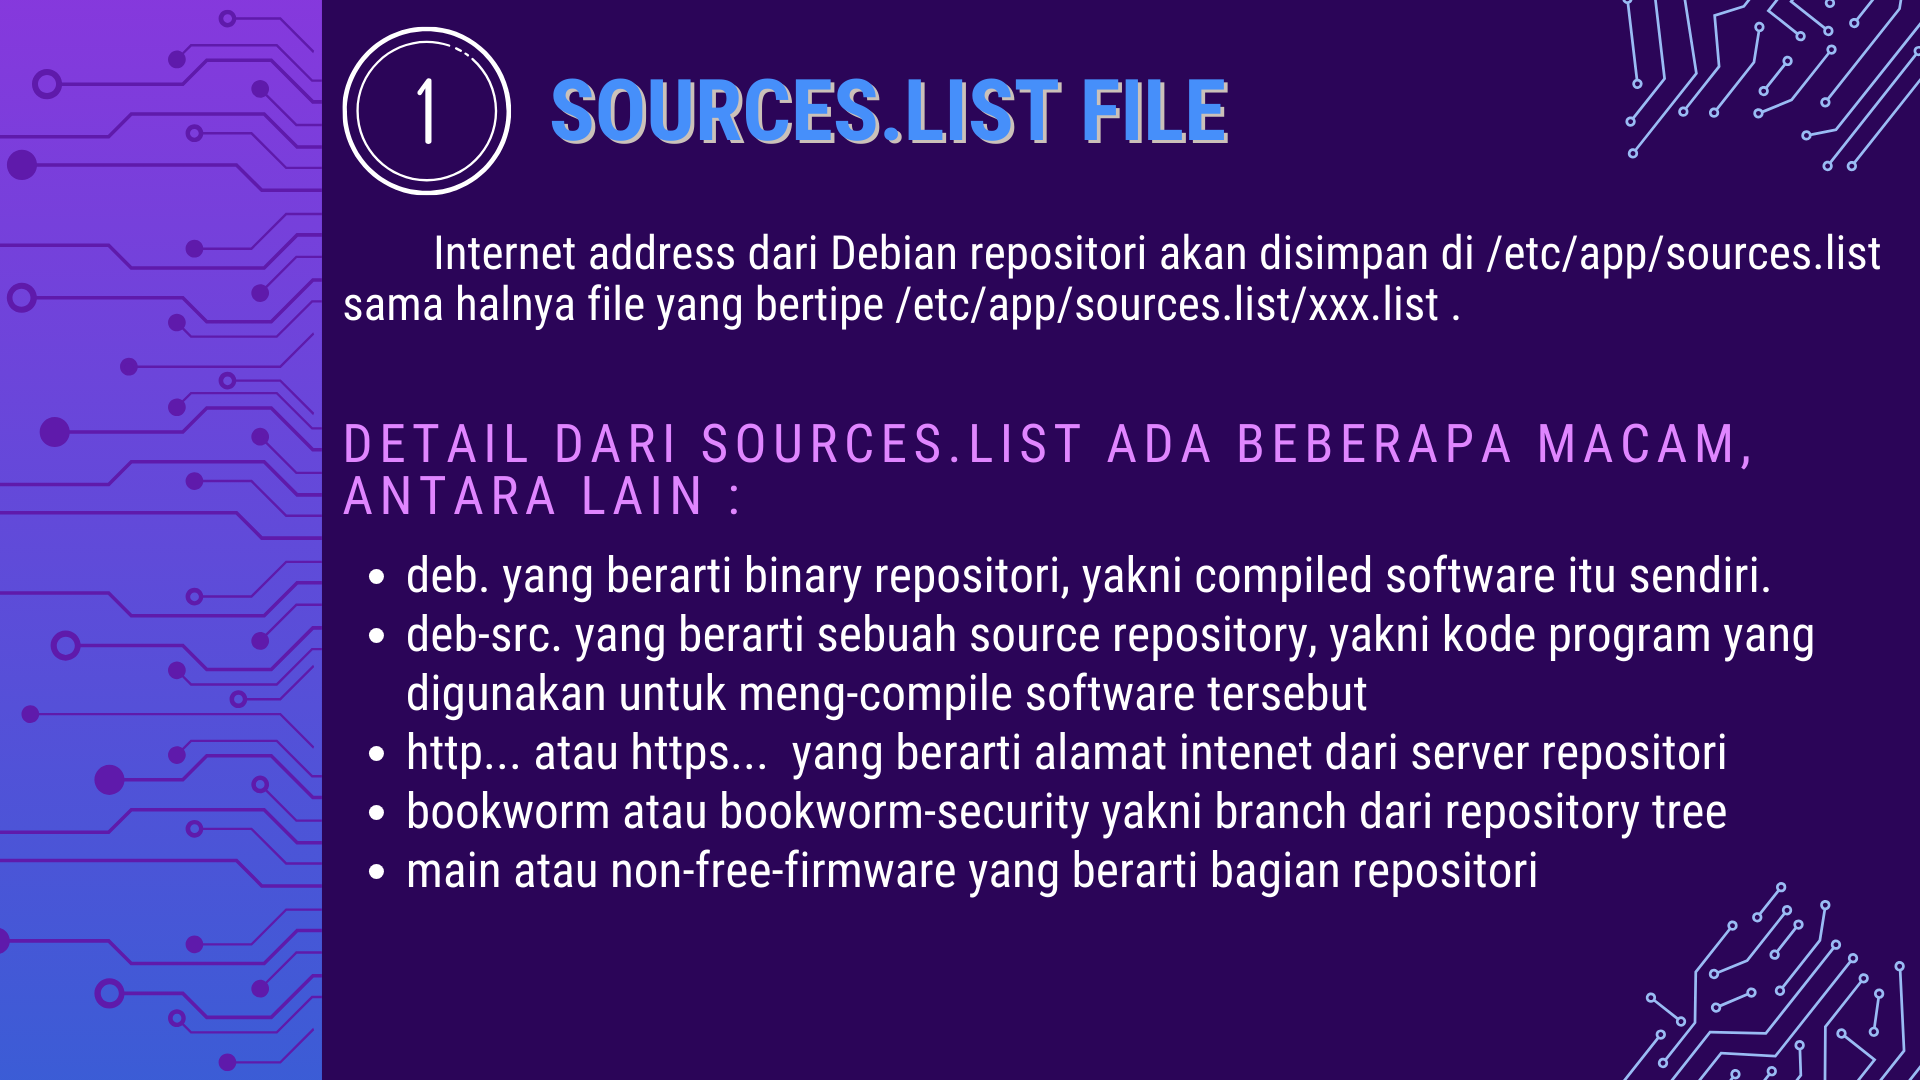 1
SOURCES.LIST FILE
Internet address dari Debian repositori akan disimpan di /etc/app/sources.list
sama halnya file yang bertipe /etc/app/sources.list/xxx.list .
DETAIL DARI SOURCES.LIST ADA BEBERAPA MACAM,
ANTARA LAIN :
• deb. yang berarti binary repositori, yakni compiled software itu sendiri.
• deb-src. yang berarti sebuah source repository, yakni kode program yang
digunakan untuk meng-compile software tersebut
• http... atau https...  yang berarti alamat intenet dari server repositori
• bookworm atau bookworm-security yakni branch dari repository tree
• main atau non-free-firmware yang berarti bagian repositori